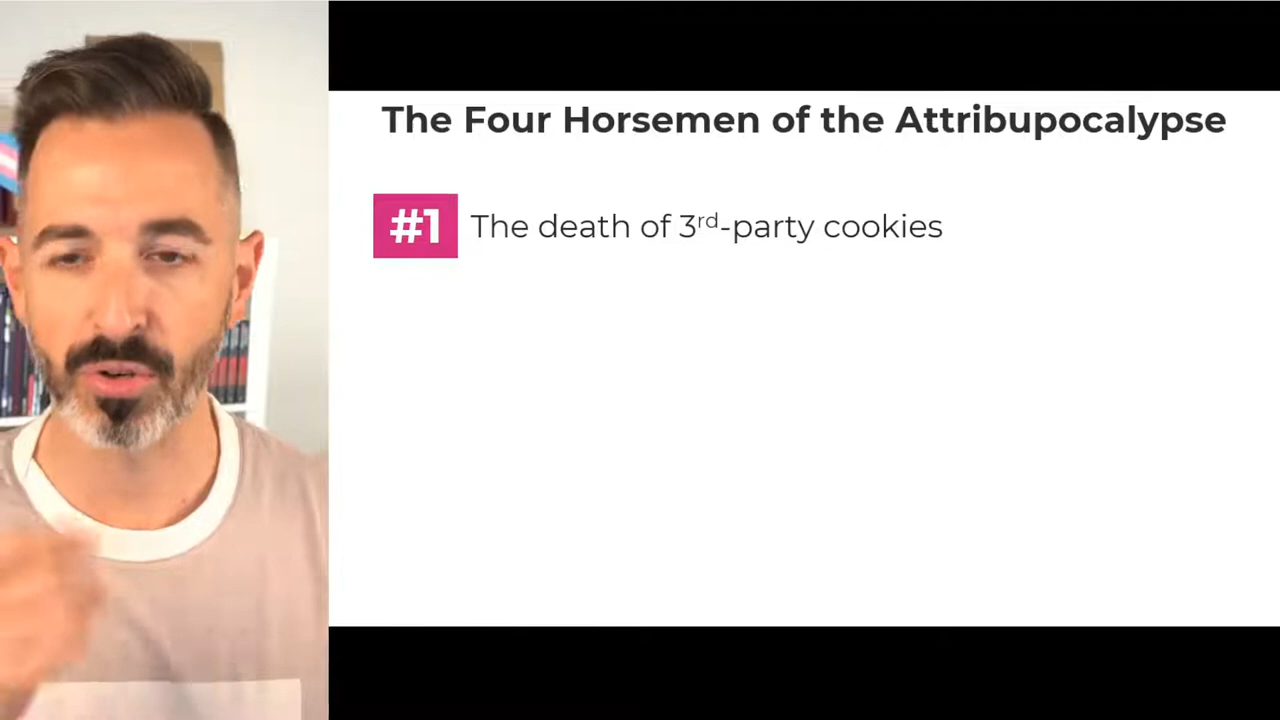 The Four Horsemen of the Attribupocalypse
#1 The death of 3rd-party cookies